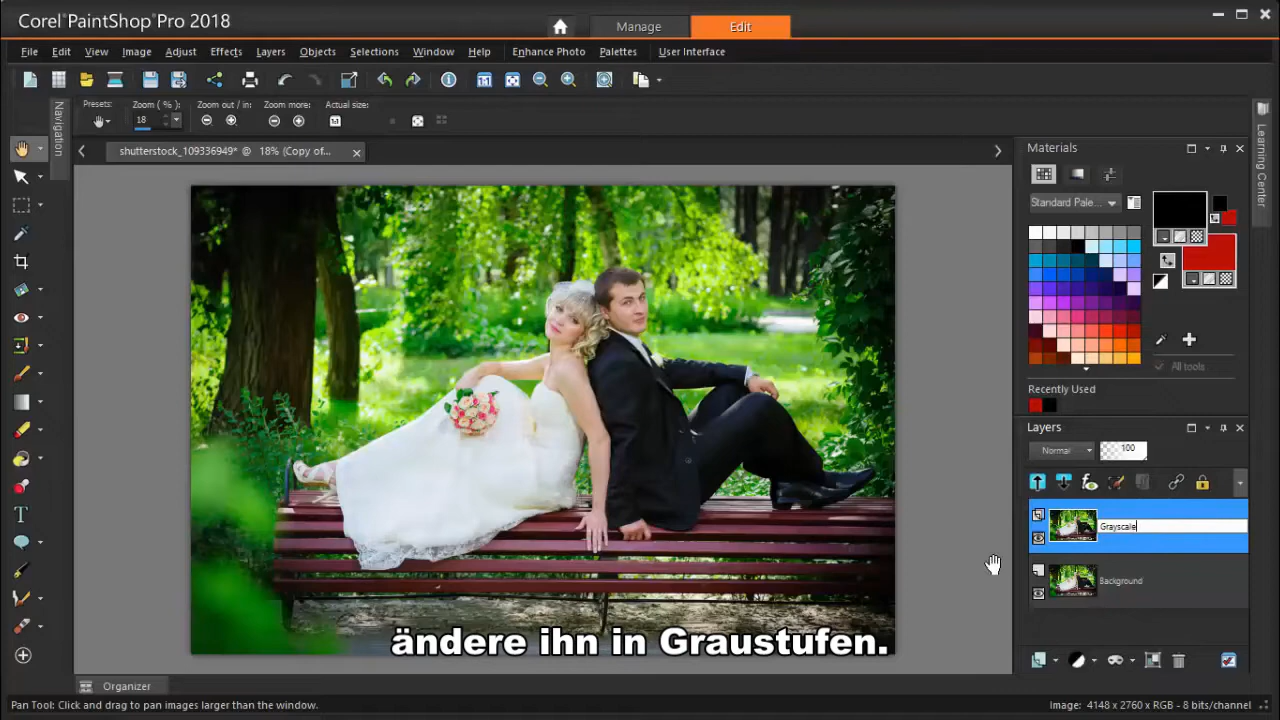 Corel PaintShop Pro 2018
Manage
Edit
File Edit View Image Adjust Effects Layers Objects Selections Window Help Enhance Photo Palettes User Interface
Presets: Zoom ( % ): Zoom out / in: Zoom more: Actual size:
18
Navigation
shutterstock_109336949* @ 18% (Copy of...
Materials
Learning Center
Standard Pale...
All tools
Recently Used
Layers
Normal
100
Grayscale
Background
ändere ihn in Graustufen.
Organizer
Pan Tool: Click and drag to pan images larger than the window.
Image: 4148 x 2760 x RGB - 8 bits/channel